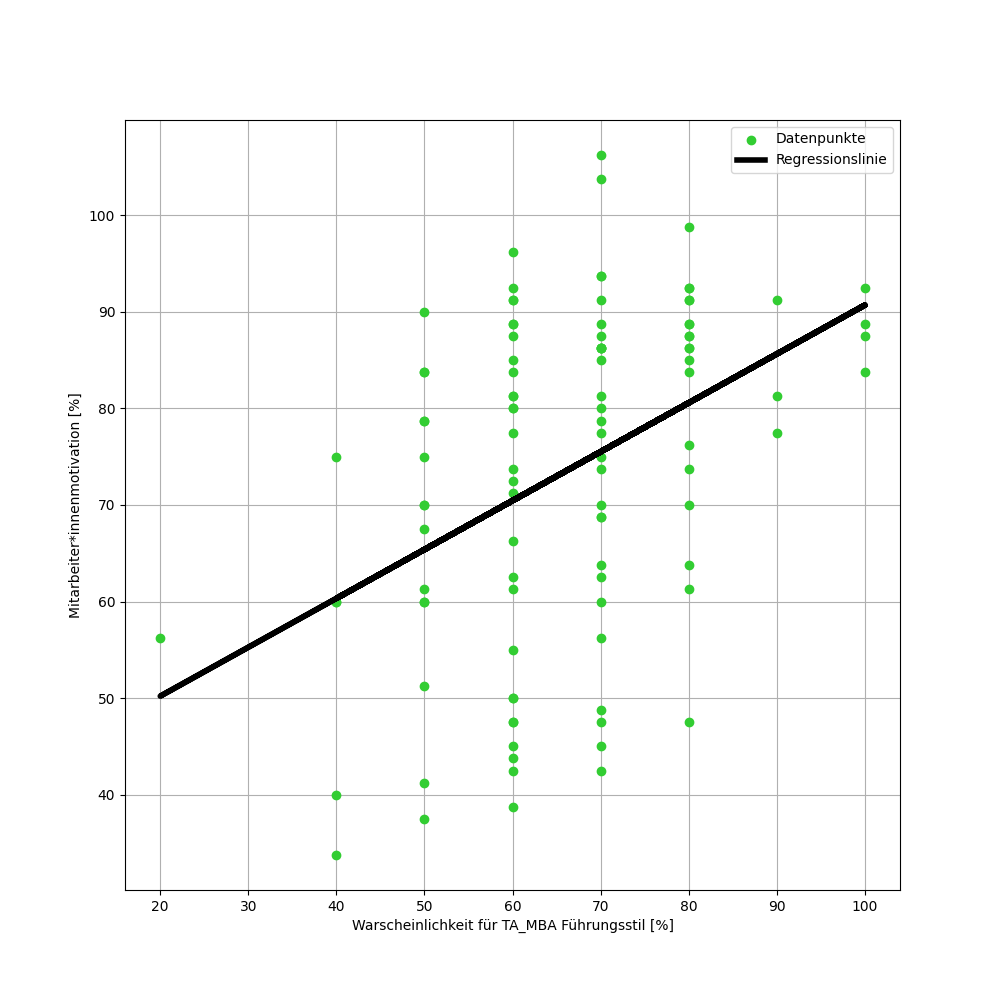 Datenpunkte
Regressionslinie
100
90
80
70
60
50
40
Mitarbeiter*innenmotivation [%]
20 30 40 50 60 70 80 90 100
Warscheinlichkeit für TA_MBA Führungsstil [%]